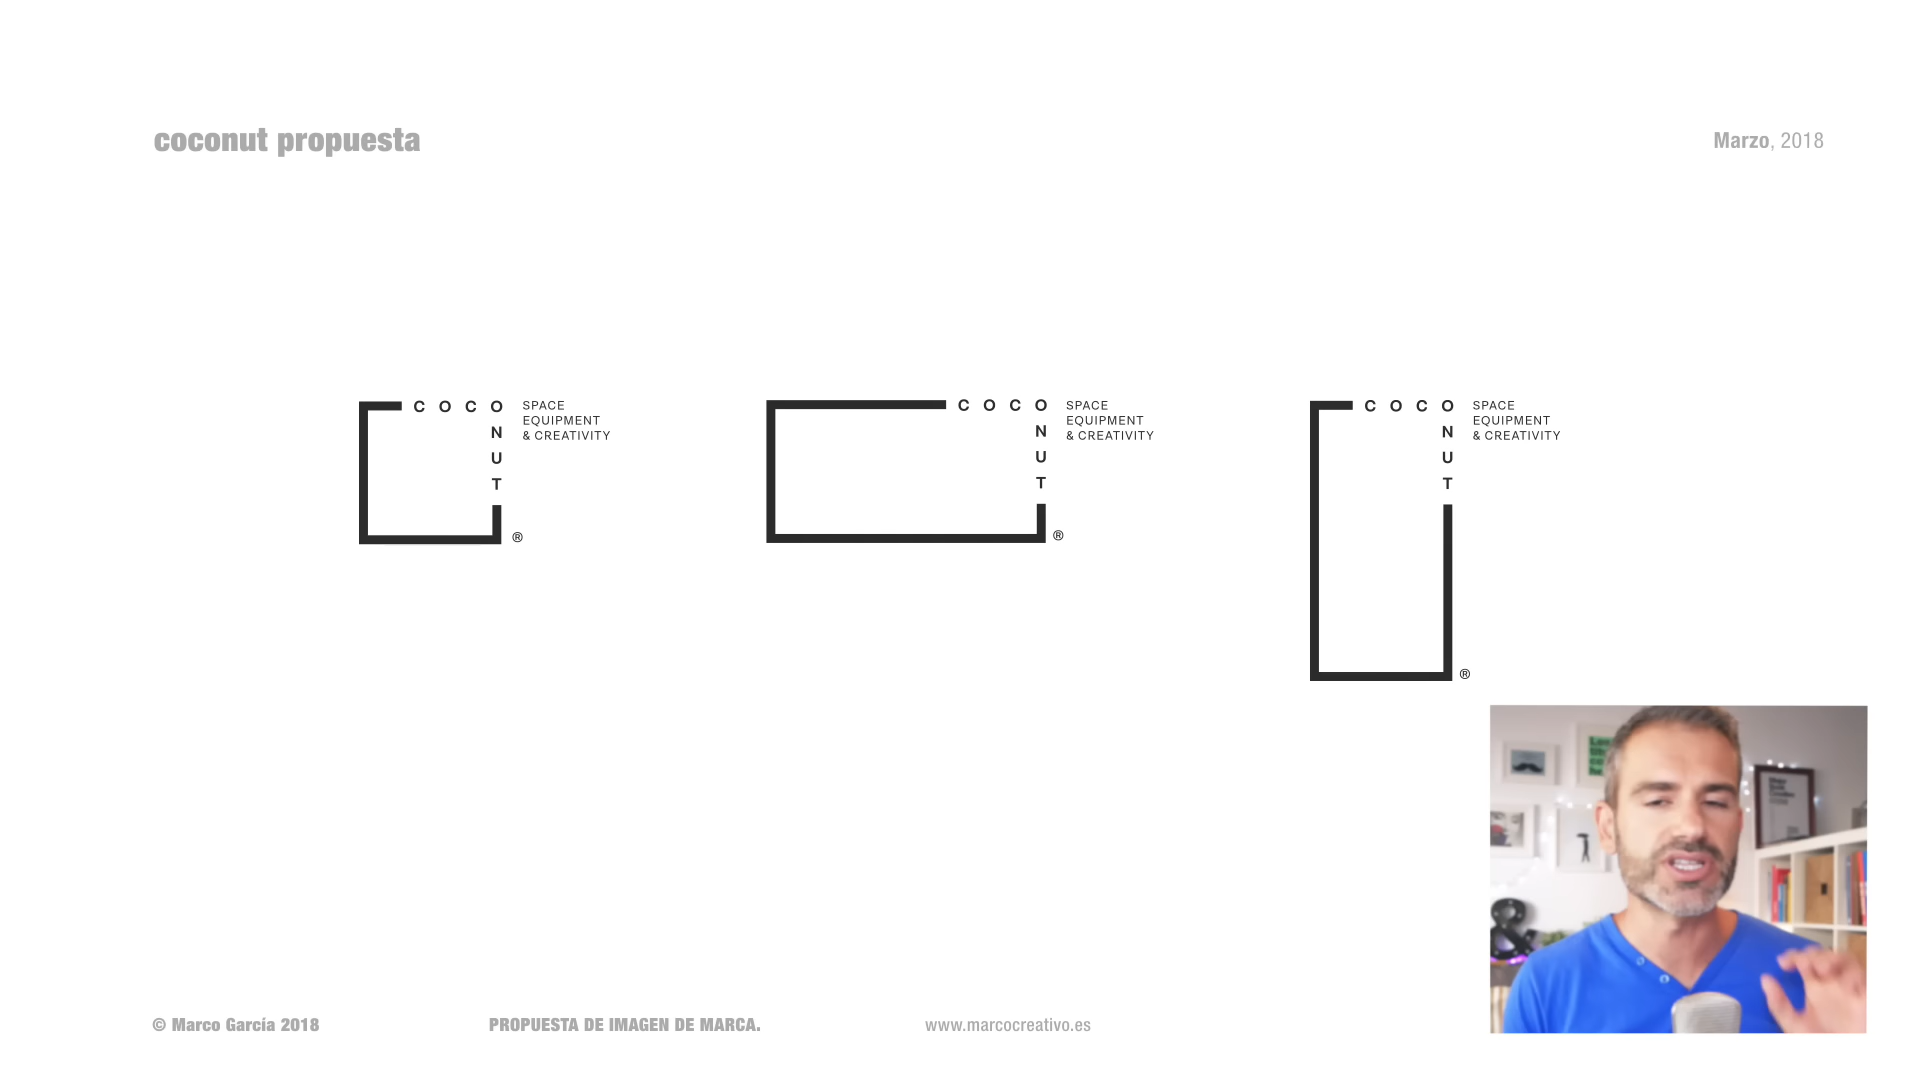 coconut propuesta
Marzo, 2018
C O C O
N
U
T
SPACE
EQUIPMENT
& CREATIVITY
®
C O C O
N
U
T
SPACE
EQUIPMENT
& CREATIVITY
®
C O C O
N
U
T
SPACE
EQUIPMENT
& CREATIVITY
®
&
© Marco García 2018
PROPUESTA DE IMAGEN DE MARCA.
www.marcocreativo.es